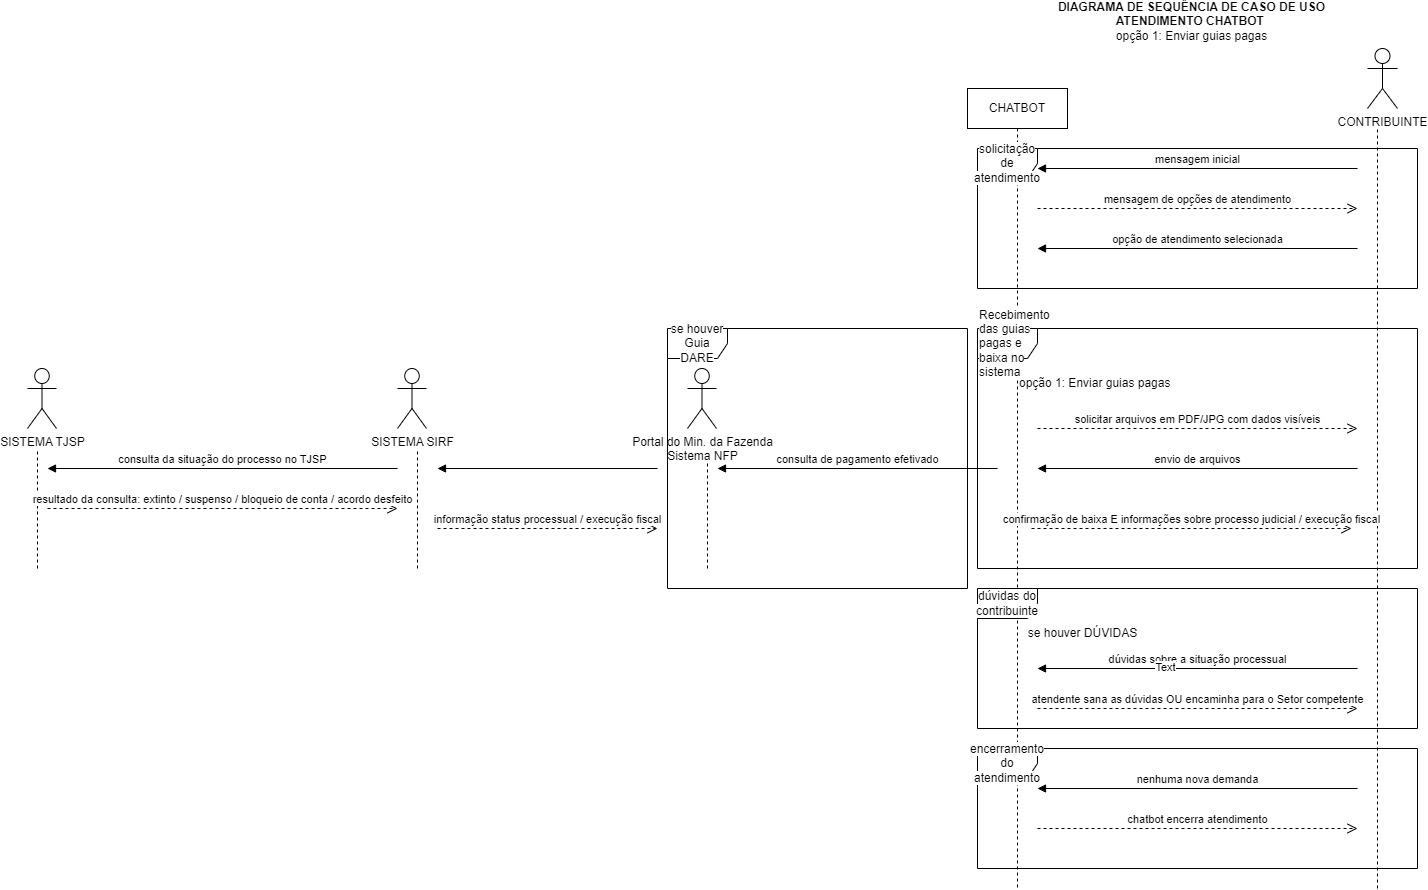 DIAGRAMA DE SEQUÊNCIA DE CASO DE USO
ATENDIMENTO CHATBOT
opção 1: Enviar guias pagas
CHATBOT
CONTRIBUINTE
solicitação
de
atendimento
mensagem inicial
mensagem de opções de atendimento
opção de atendimento selecionada
Recebimento
das guias
pagas e
baixa no
sistema
se houver
Guia
DARE
opção 1: Enviar guias pagas
solicitar arquivos em PDF/JPG com dados visíveis
SISTEMA TJSP
SISTEMA SIRF
Portal do Min. da Fazenda
Sistema NFP
consulta da situação do processo no TJSP
consulta de pagamento efetivado
envio de arquivos
resultado da consulta: extinto / suspenso / bloqueio de conta / acordo desfeito
informação status processual / execução fiscal
confirmação de baixa E informações sobre processo judicial / execução fiscal
dúvidas do
contribuinte
se houver DÚVIDAS
dúvidas sobre a situação processual
Text
atendente sana as dúvidas OU encaminha para o Setor competente
encerramento
do
atendimento
nenhuma nova demanda
chatbot encerra atendimento